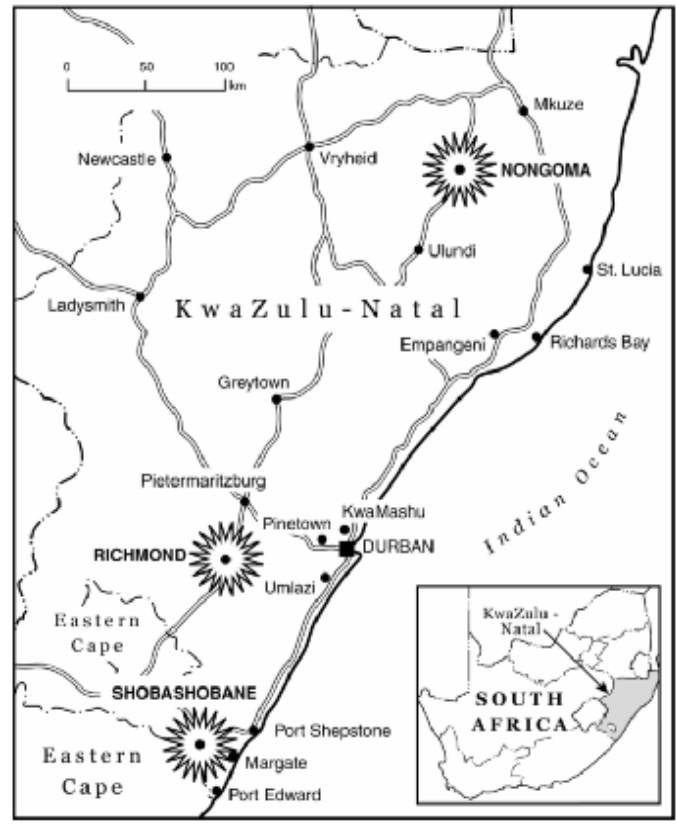 0 50 100
km
Mkuze
Newcastle
Vryheid
NONGOMA
Ulundi
St. Lucia
Ladysmith
KwaZulu-Natal
Empangeni
Richards Bay
Greytown
Indian Ocean
Pietermaritzburg
KwaMashu
Pinetown
RICHMOND
DURBAN
Umlazi
Eastern
Cape
KwaZulu -
Natal
SHOBASHOBANE
SOUTH
AFRICA
Port Shepstone
Eastern
Cape
Margate
Port Edward